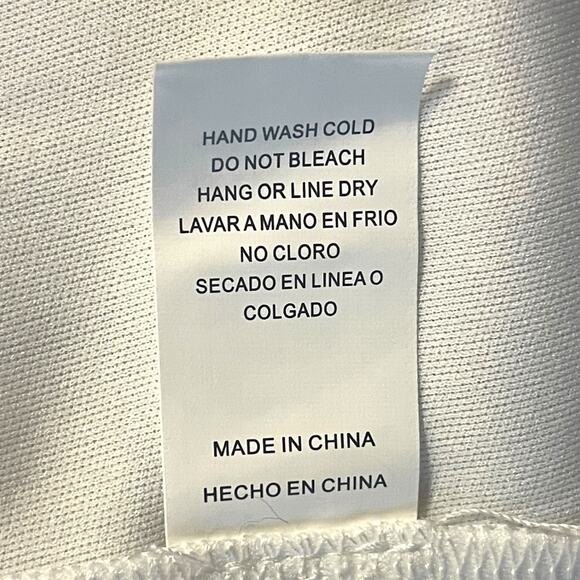 HAND WASH COLD
DO NOT BLEACH
HANG OR LINE DRY
LAVAR A MANO EN FRIO
NO CLORO
SECADO EN LINEA O
COLGADO
MADE IN CHINA
HECHO EN CHINA